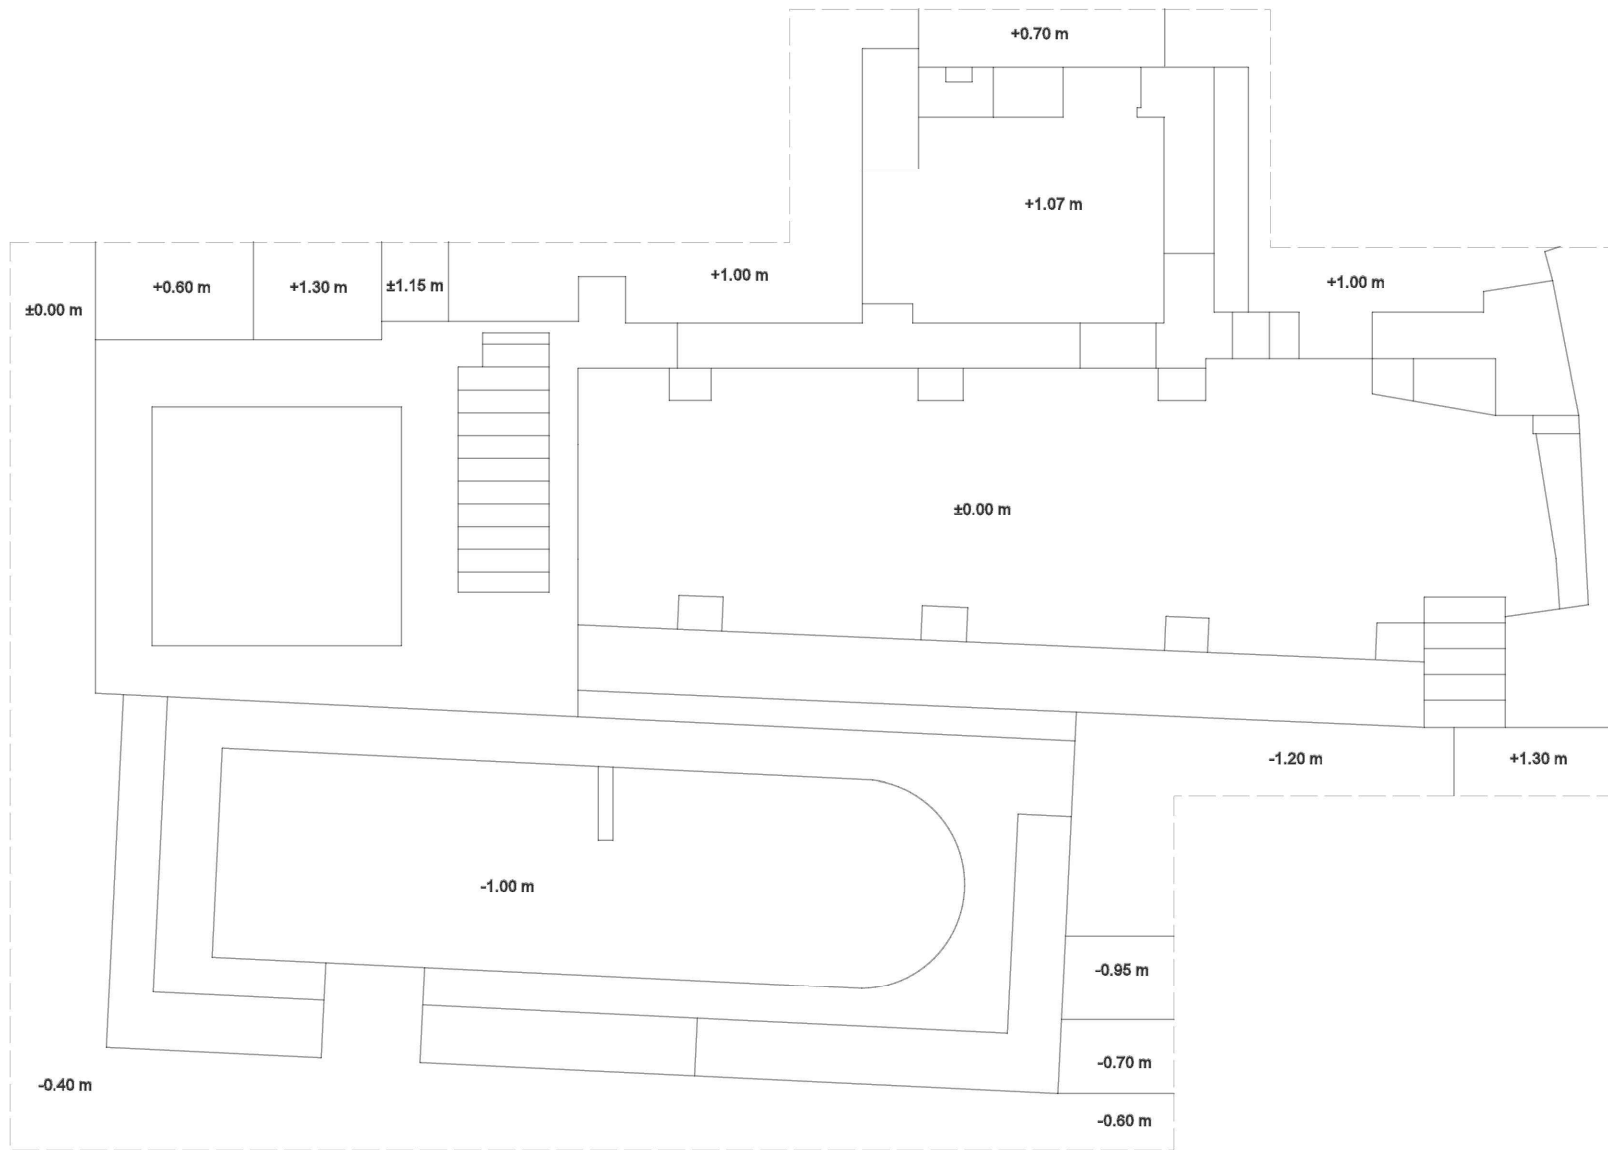 +0.70 m
+1.07 m
+1.00 m
+1.00 m
±0.00 m
+0.60 m
+1.30 m
±1.15 m
±0.00 m
-1.20 m
+1.30 m
-1.00 m
-0.95 m
-0.70 m
-0.40 m
-0.60 m